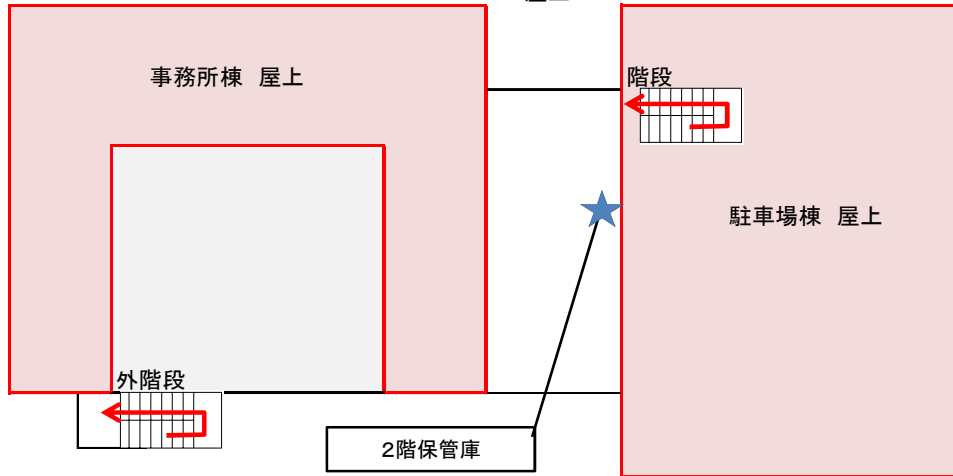 事務所棟　屋上
階段
駐車場棟　屋上
外階段
２階保管庫